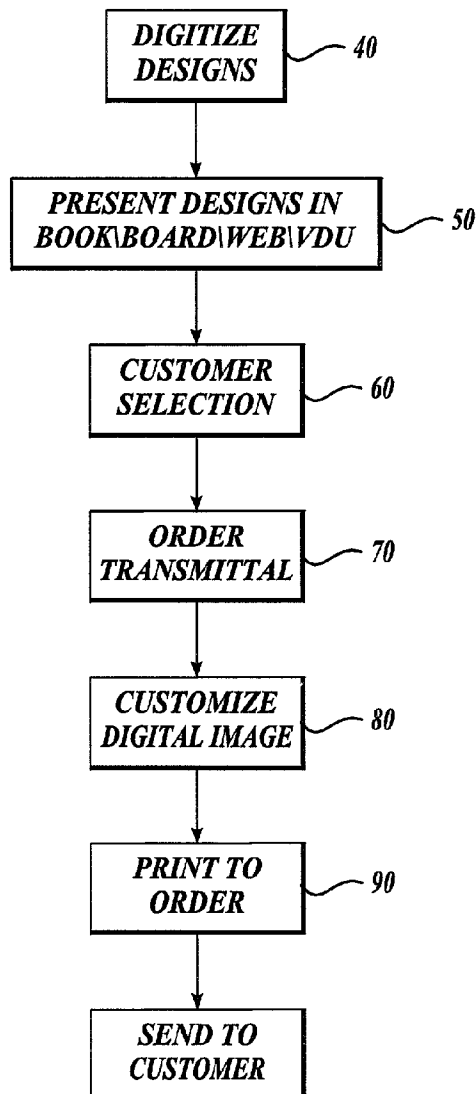 DIGITIZE
DESIGNS
40
PRESENT DESIGNS IN
BOOK\BOARD\WEB\VDU
50
CUSTOMER
SELECTION
60
ORDER
TRANSMITTAL
70
CUSTOMIZE
DIGITAL IMAGE
80
PRINT TO
ORDER
90
SEND TO
CUSTOMER